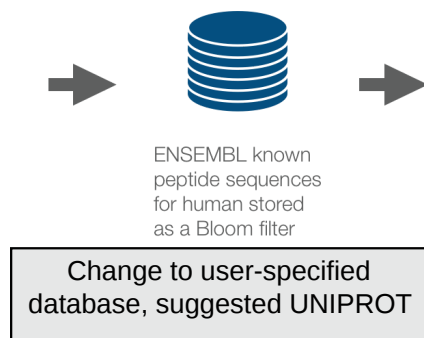 ENSEMBL known
peptide sequences
for human stored
as a Bloom filter
Change to user-specified
database, suggested UNIPROT